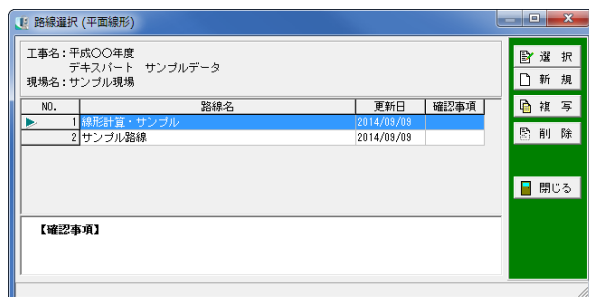 路線選択 (平面線形)
工事名：平成〇〇年度
デキスパート　サンプルデータ
現場名：サンプル現場
NO. 路線名 更新日 確認事項
1 線形計算・サンプル 2014/09/09
2 サンプル路線 2014/09/09
【確認事項】
選 択
新 規
複 写
削 除
閉じる